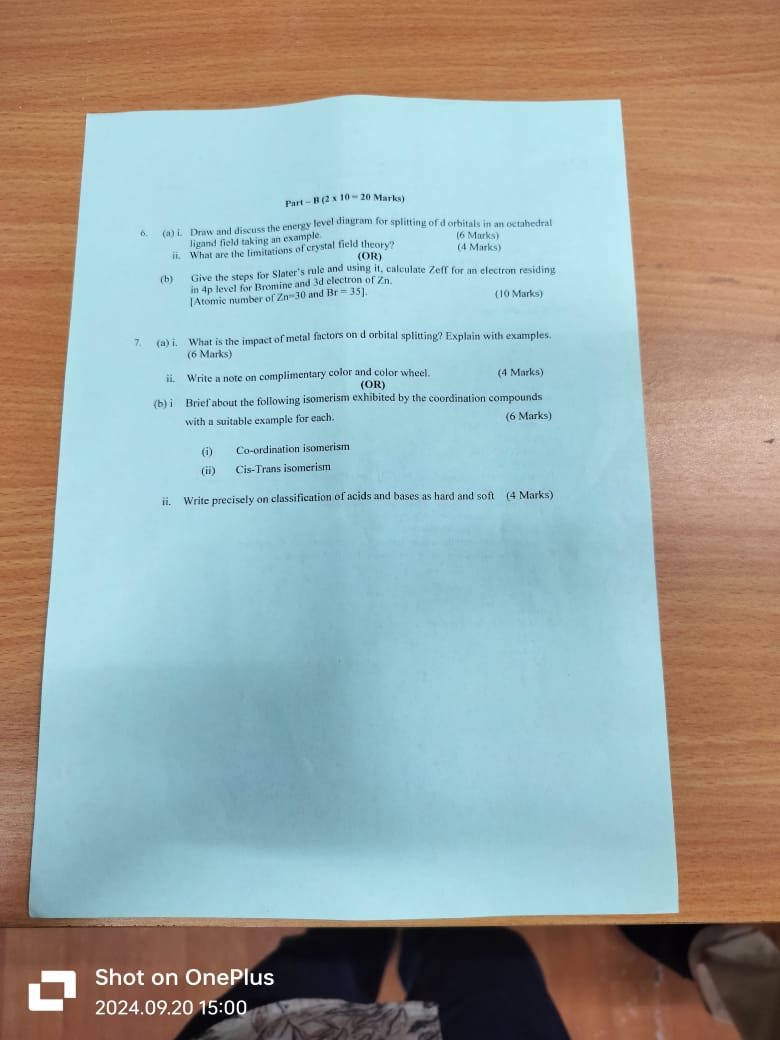 Part – B (2 x 10 = 20 Marks)
6. (a) i. Draw and discuss the energy level diagram for splitting of d orbitals in an octahedral
ligand field taking an example. (6 Marks)
ii. What are the limitations of crystal field theory? (4 Marks)
(OR)
(b) Give the steps for Slater's rule and using it, calculate Zeff for an electron residing
in 4p level for Bromine and 3d electron of Zn.
[Atomic number of Zn=30 and Br = 35]. (10 Marks)
7. (a) i. What is the impact of metal factors on d orbital splitting? Explain with examples.
(6 Marks)
ii. Write a note on complimentary color and color wheel. (4 Marks)
(OR)
(b) i Brief about the following isomerism exhibited by the coordination compounds
with a suitable example for each. (6 Marks)
(i) Co-ordination isomerism
(ii) Cis-Trans isomerism
ii. Write precisely on classification of acids and bases as hard and soft (4 Marks)
Shot on OnePlus
2024.09.20 15:00